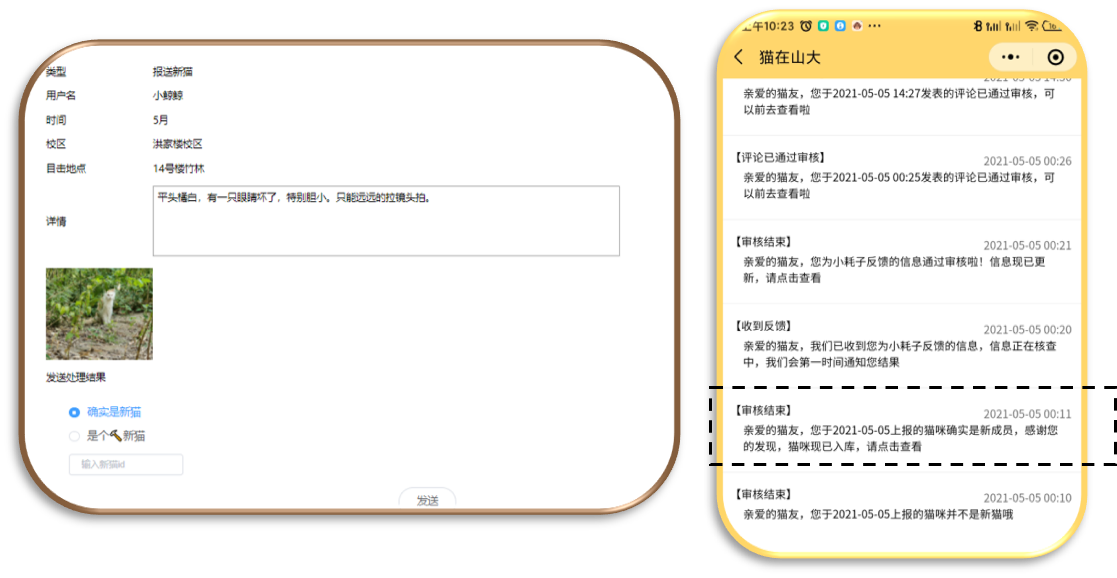 类型 报送新猫
用户名 小鲸鲸
时间 5月
校区 洪家楼校区
目击地点 14号楼竹林
详情
平头橘白，有一只眼睛坏了，特别胆小。只能远远的拉镜头拍。
发送处理结果
确实是新猫
是个🔨新猫
输入新猫id
发送
上午10:23
猫在山大
亲爱的猫友，您于2021-05-05 14:27发表的评论已通过审核，可
以前去查看啦
【评论已通过审核】 2021-05-05 00:26
亲爱的猫友，您于2021-05-05 00:25发表的评论已通过审核，可
以前去查看啦
【审核结束】 2021-05-05 00:21
亲爱的猫友，您为小耗子反馈的信息通过审核啦！信息现已更
新，请点击查看
【收到反馈】 2021-05-05 00:20
亲爱的猫友，我们已收到您为小耗子反馈的信息，信息正在核查
中，我们会第一时间通知您结果
【审核结束】 2021-05-05 00:11
亲爱的猫友，您于2021-05-05上报的猫咪确实是新成员，感谢您
的发现，猫咪现已入库，请点击查看
【审核结束】 2021-05-05 00:10
亲爱的猫友，您于2021-05-05上报的猫咪并不是新猫哦